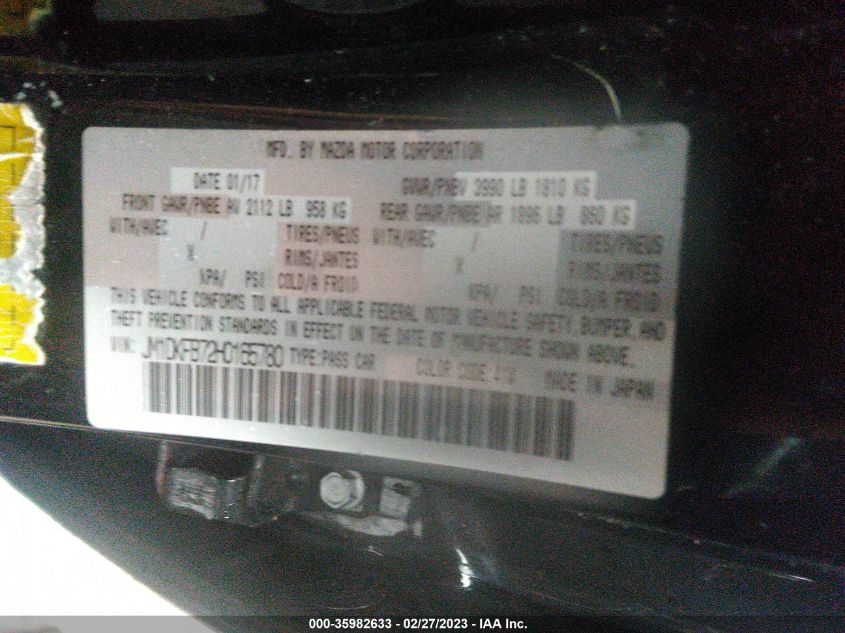 MFD. BY MAZDA MOTOR CORPORATION
DATE 01/17 GVWR/PNBV 3990 LB 1810 KG
FRONT GAWR/PNBE AV 2112 LB 958 KG REAR GAWR/PNBE AR 1896 LB 860 KG
WITH/AVEC / TIRES/PNEUS WITH/AVEC / TIRES/PNEUS
X RIMS/JANTES X RIMS/JANTES
KPA/ PSI COLD/A FROID KPA/ PSI COLD/A FROID
THIS VEHICLE CONFORMS TO ALL APPLICABLE FEDERAL MOTOR VEHICLE SAFETY, BUMPER, AND
THEFT PREVENTION STANDARDS IN EFFECT ON THE DATE OF MANUFACTURE SHOWN ABOVE.
VIN: TYPE:PASS CAR COLOR CODE: MADE IN JAPAN
000-35982633 - 02/27/2023 - IAA Inc.